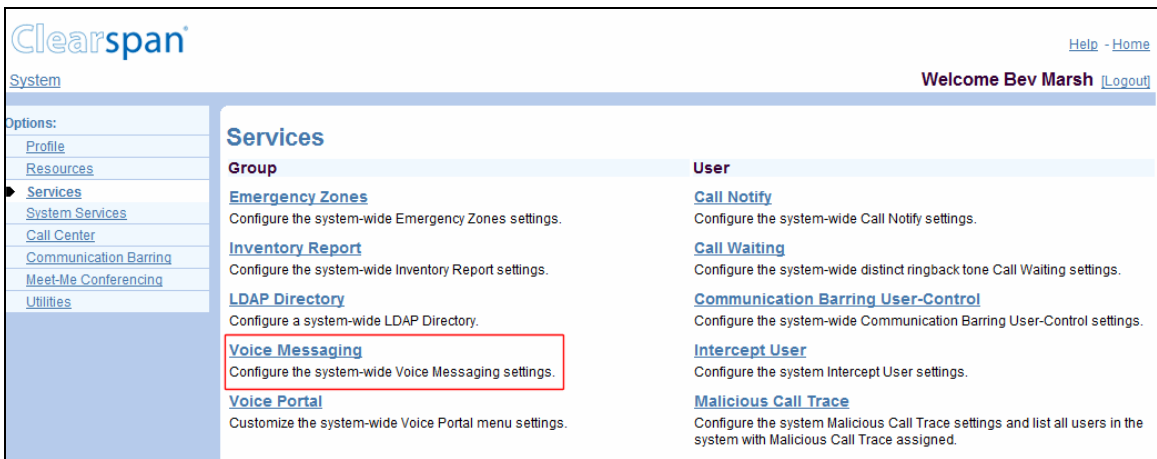 Clearspan
Help - Home
System
Welcome Bev Marsh [Logout]
Options:
Profile
Resources
Services
System Services
Call Center
Communication Barring
Meet-Me Conferencing
Utilities
Services
Group
Emergency Zones
Configure the system-wide Emergency Zones settings.
Inventory Report
Configure the system-wide Inventory Report settings.
LDAP Directory
Configure a system-wide LDAP Directory.
Voice Messaging
Configure the system-wide Voice Messaging settings.
Voice Portal
Customize the system-wide Voice Portal menu settings.
User
Call Notify
Configure the system-wide Call Notify settings.
Call Waiting
Configure the system-wide distinct ringback tone Call Waiting settings.
Communication Barring User-Control
Configure the system-wide Communication Barring User-Control settings.
Intercept User
Configure the system Intercept User settings.
Malicious Call Trace
Configure the system Malicious Call Trace settings and list all users in the
system with Malicious Call Trace assigned.